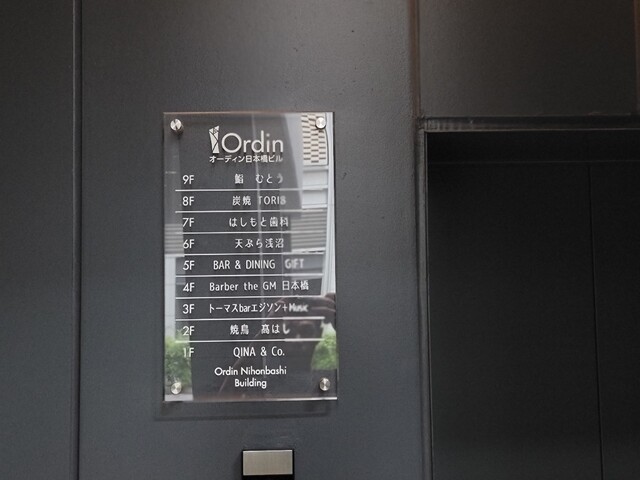 Ordin
オーディン日本橋ビル
9F 鮨 むとう
8F 炭焼 TORI8
7F はしもと歯科
6F 天ぷら浅沼
5F BAR & DINING GIFT
4F Barber the GM 日本橋
3F トーマスbarエジソン+Music
2F 焼鳥 髙はし
1F QINA & Co.
Ordin Nihonbashi
Building